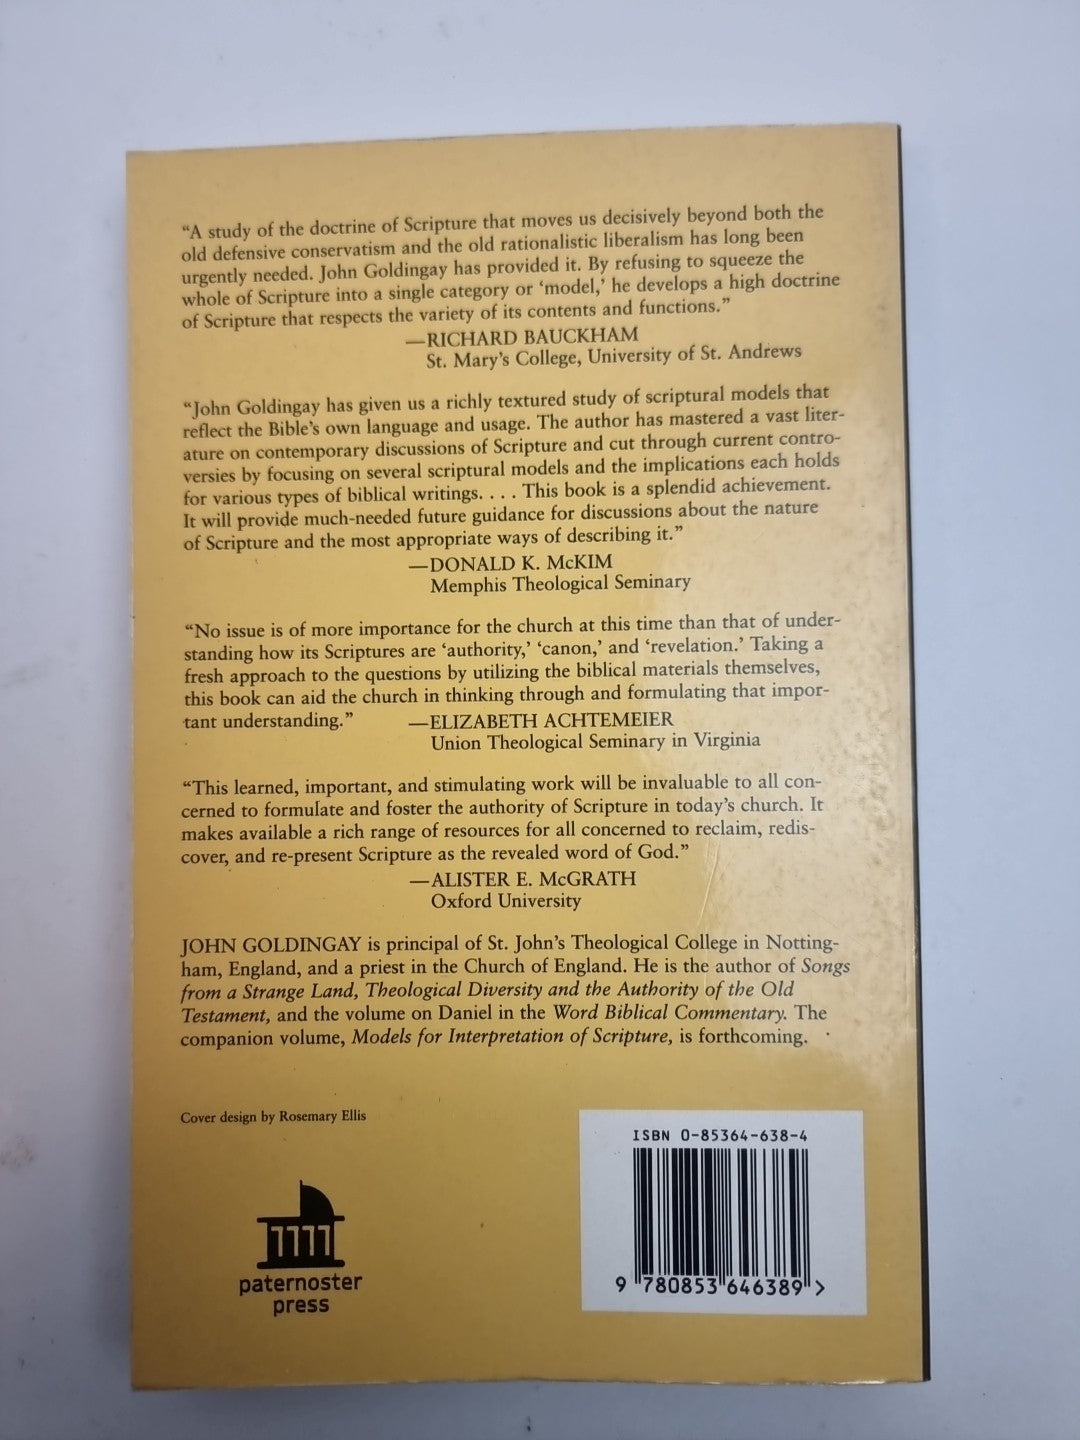 “A study of the doctrine of Scripture that moves us decisively beyond both the
old defensive conservatism and the old rationalistic liberalism has long been
urgently needed. John Goldingay has provided it. By refusing to squeeze the
whole of Scripture into a single category or ‘model,’ he develops a high doctrine
of Scripture that respects the variety of its contents and functions.”
—RICHARD BAUCKHAM
St. Mary’s College, University of St. Andrews
“John Goldingay has given us a richly textured study of scriptural models that
reflect the Bible’s own language and usage. The author has mastered a vast liter-
ature on contemporary discussions of Scripture and cut through current contro-
versies by focusing on several scriptural models and the implications each holds
for various types of biblical writings. . . . This book is a splendid achievement.
It will provide much-needed future guidance for discussions about the nature
of Scripture and the most appropriate ways of describing it.”
—DONALD K. McKIM
Memphis Theological Seminary
“No issue is of more importance for the church at this time than that of under-
standing how its Scriptures are ‘authority,’ ‘canon,’ and ‘revelation.’ Taking a
fresh approach to the questions by utilizing the biblical materials themselves,
this book can aid the church in thinking through and formulating that impor-
tant understanding.” —ELIZABETH ACHTEMEIER
Union Theological Seminary in Virginia
“This learned, important, and stimulating work will be invaluable to all con-
cerned to formulate and foster the authority of Scripture in today’s church. It
makes available a rich range of resources for all concerned to reclaim, redis-
cover, and re-present Scripture as the revealed word of God.”
—ALISTER E. McGRATH
Oxford University
JOHN GOLDINGAY is principal of St. John’s Theological College in Notting-
ham, England, and a priest in the Church of England. He is the author of Songs
from a Strange Land, Theological Diversity and the Authority of the Old
Testament, and the volume on Daniel in the Word Biblical Commentary. The
companion volume, Models for Interpretation of Scripture, is forthcoming.
Cover design by Rosemary Ellis
ISBN 0-85364-638-4
9 780853 646389 >
paternoster
press